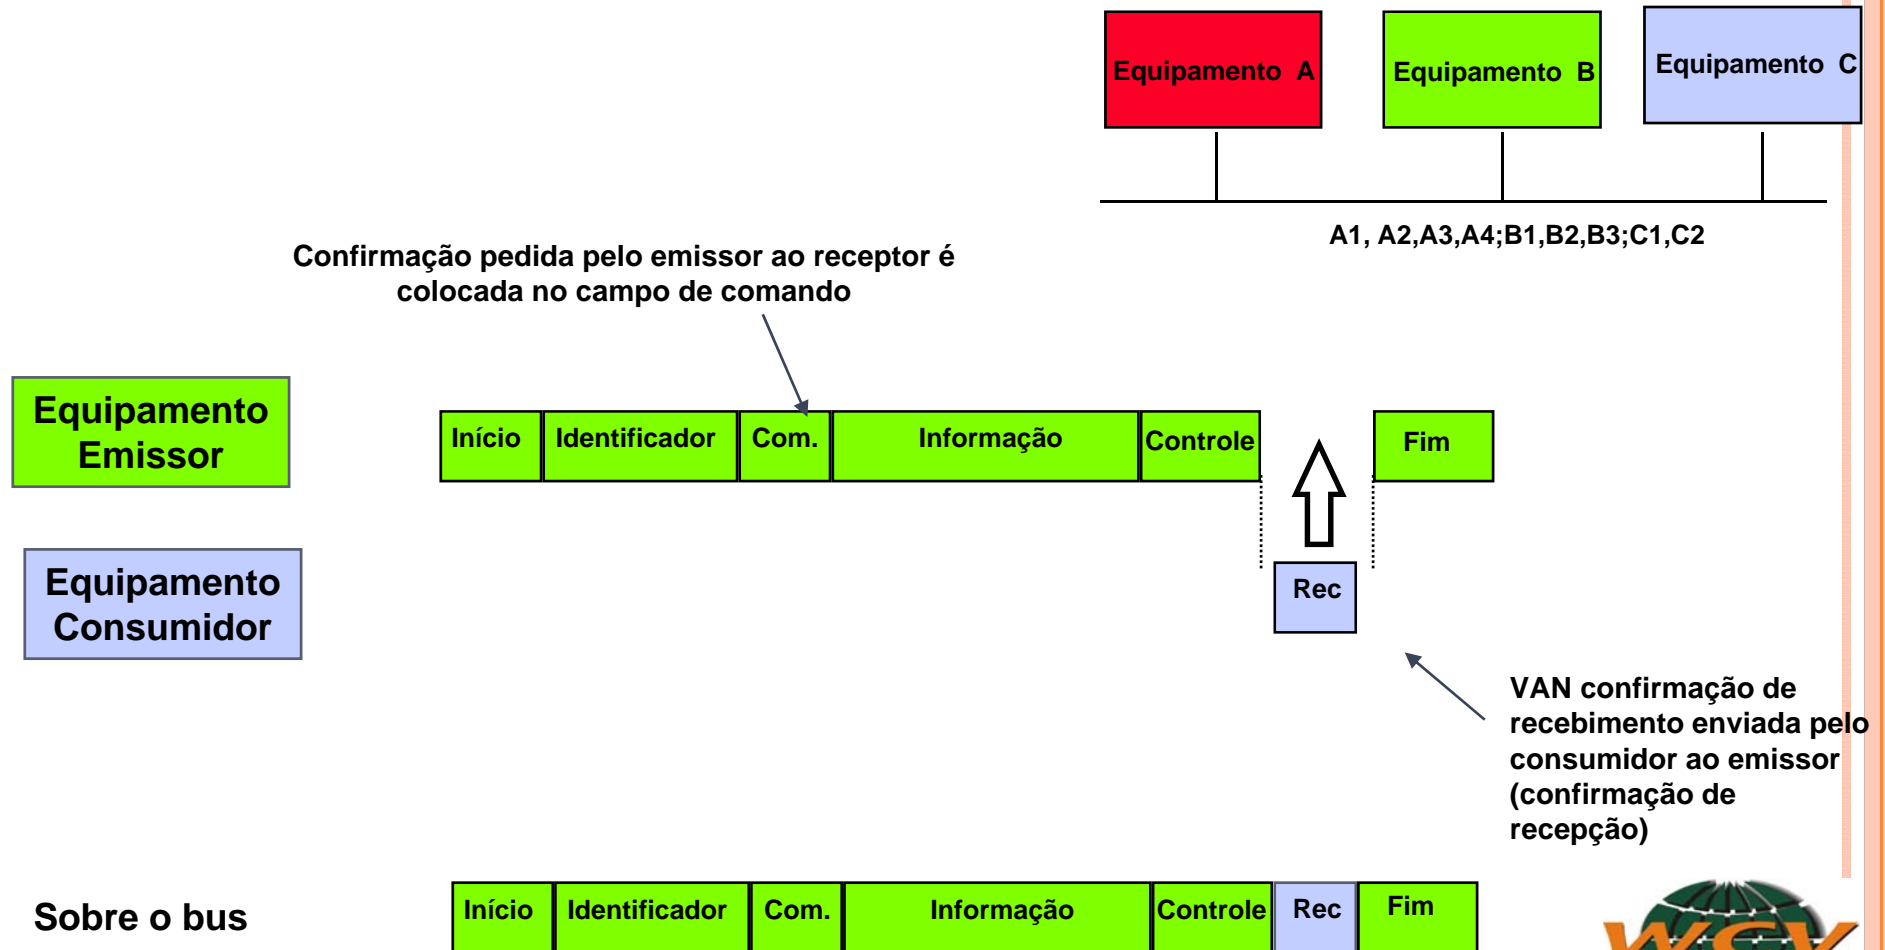 Equipamento A
Equipamento B
Equipamento C
A1, A2,A3,A4;B1,B2,B3;C1,C2
Confirmação pedida pelo emissor ao receptor é
colocada no campo de comando
Equipamento
Emissor
Início
Identificador
Com.
Informação
Controle
Fim
Equipamento
Consumidor
Rec
VAN confirmação de
recebimento enviada pelo
consumidor ao emissor
(confirmação de
recepção)
Sobre o bus
Início
Identificador
Com.
Informação
Controle
Rec
Fim